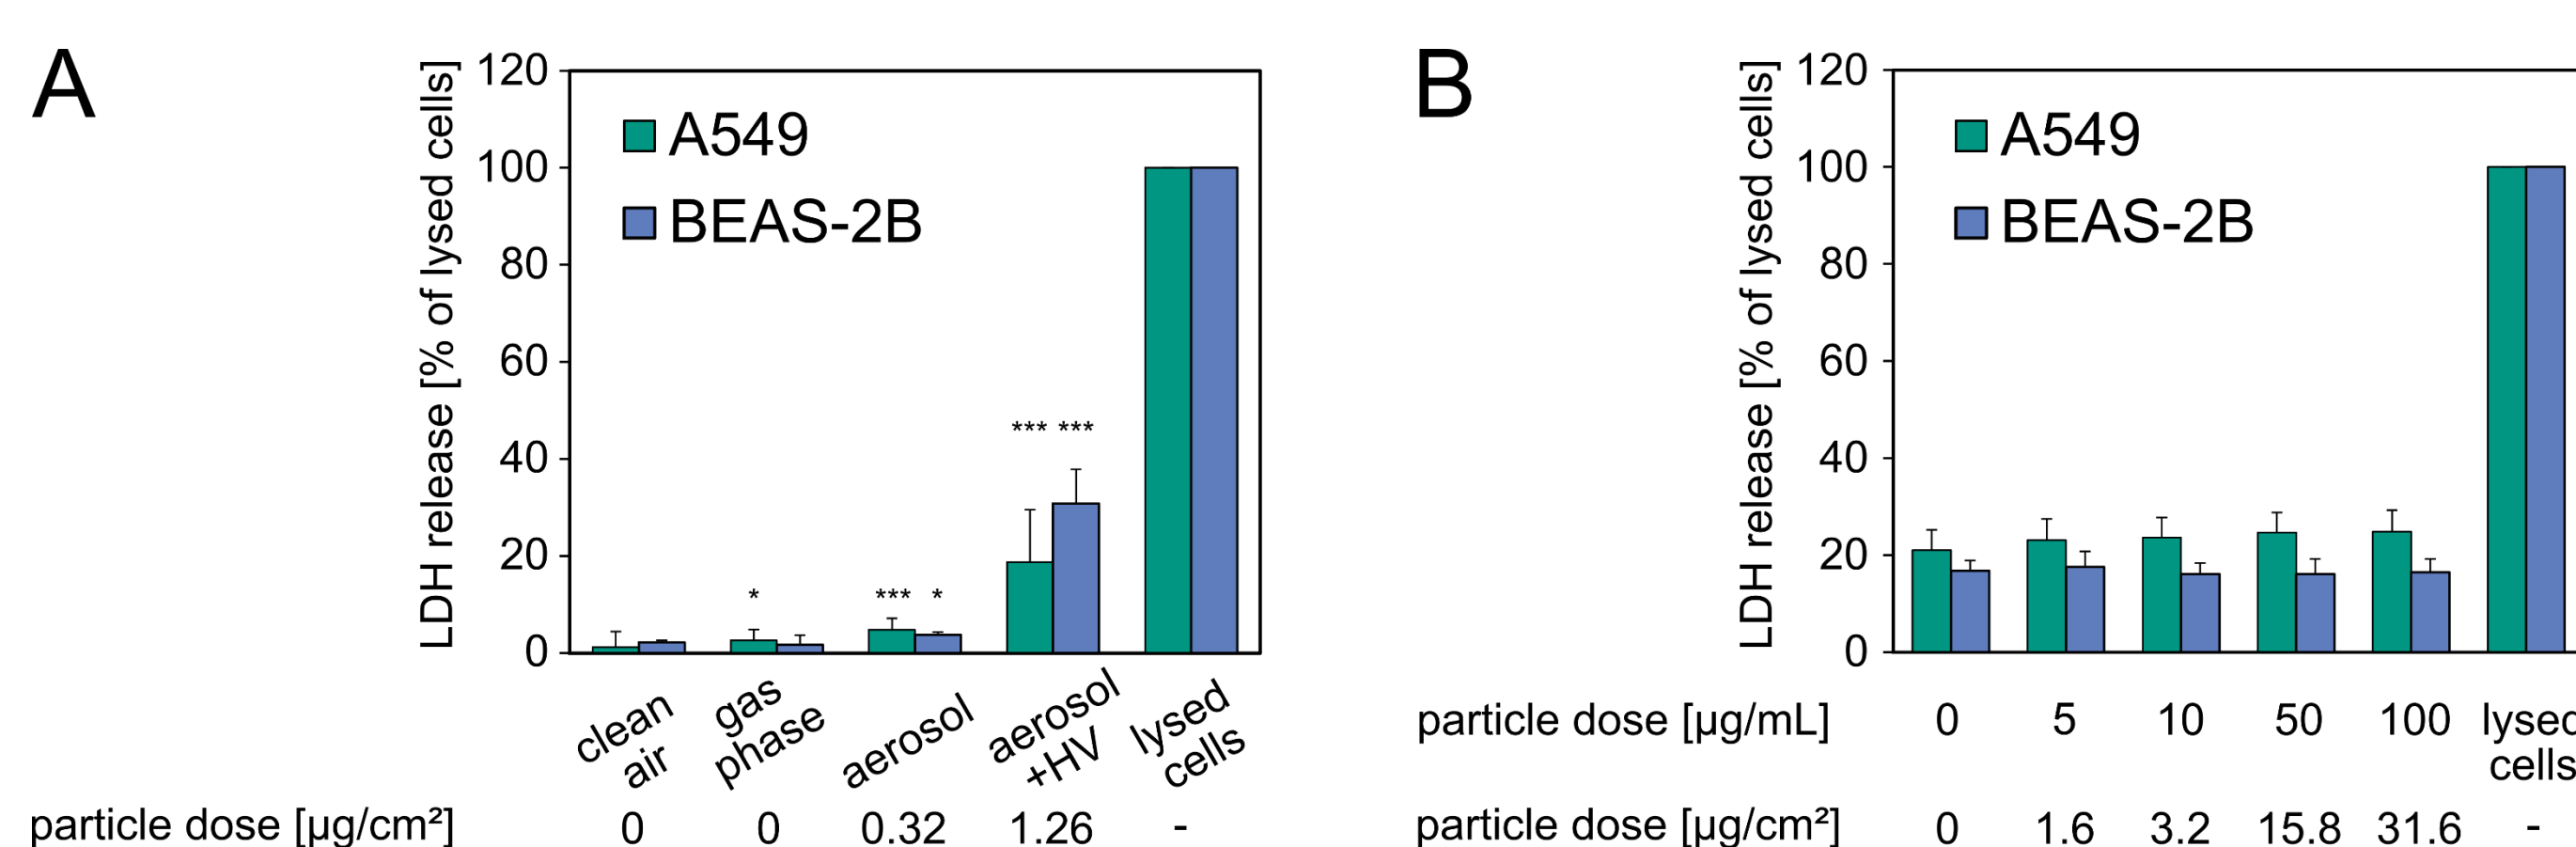 A
LDH release [% of lysed cells]
120
100
80
60
40
20
0
A549
BEAS-2B
*
*** *
*** ***
clean air
gas phase
aerosol
aerosol +HV
lysed cells
particle dose [µg/cm²] 0 0 0.32 1.26 -
B
LDH release [% of lysed cells]
120
100
80
60
40
20
0
A549
BEAS-2B
particle dose [µg/mL] 0 5 10 50 100 lysed cells
particle dose [µg/cm²] 0 1.6 3.2 15.8 31.6 -